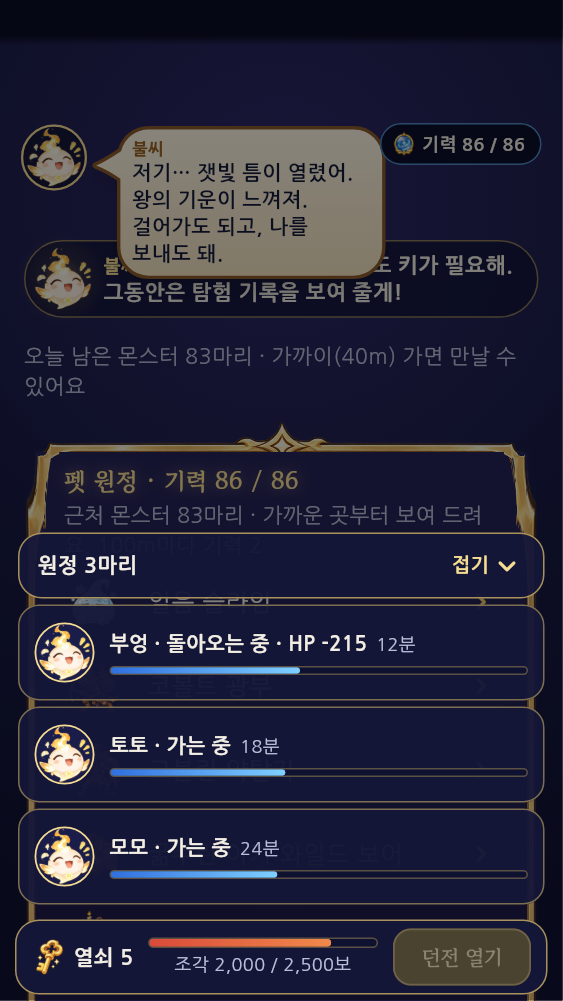 불씨
저기… 잿빛 틈이 열렸어.
왕의 기운이 느껴져.
걸어가도 되고, 나를
보내도 돼.
기력 86 / 86
도 키가 필요해.
그동안은 탐험 기록을 보여 줄게!
오늘 남은 몬스터 83마리 · 가까이(40m) 가면 만날 수
있어요
펫 원정 · 기력 86 / 86
근처 몬스터 83마리 · 가까운 곳부터 보여 드려
원정 3마리
접기
부엉 · 돌아오는 중 · HP -215 12분
토토 · 가는 중 18분
모모 · 가는 중 24분
열쇠 5
조각 2,000 / 2,500보
던전 열기